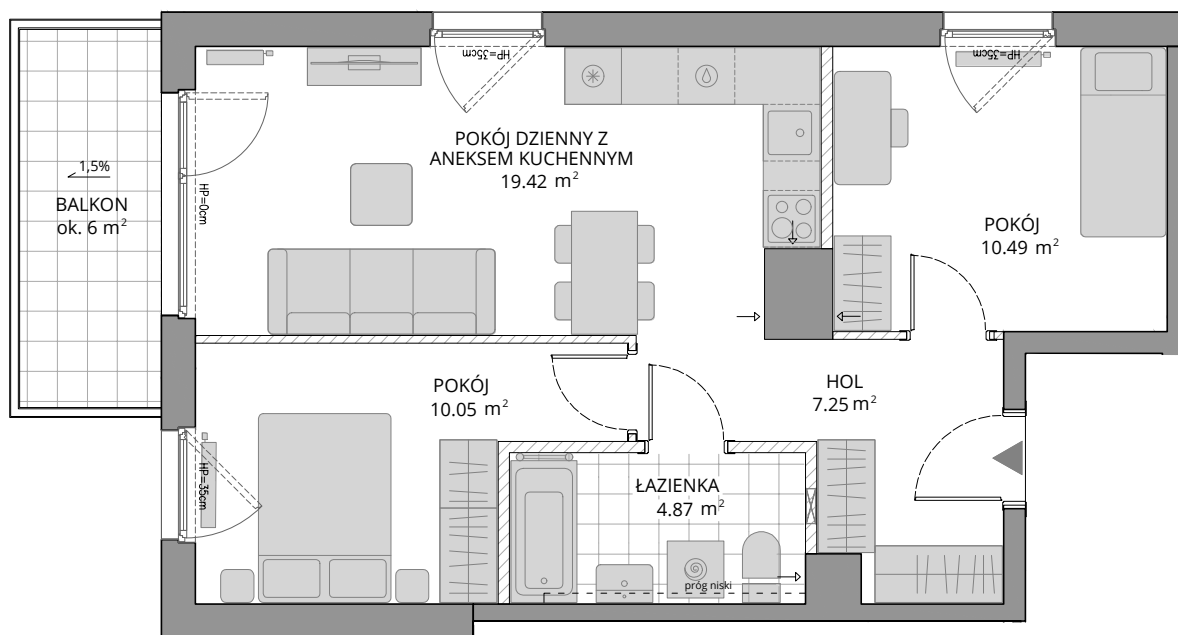 HP=35cm
HP=35cm
POKÓJ DZIENNY Z
ANEKSEM KUCHENNYM
19.42 m²
1,5%
BALKON
ok. 6 m²
HP=0cm
POKÓJ
10.49 m²
POKÓJ
10.05 m²
HOL
7.25 m²
HP=35cm
ŁAZIENKA
4.87 m²
próg niski